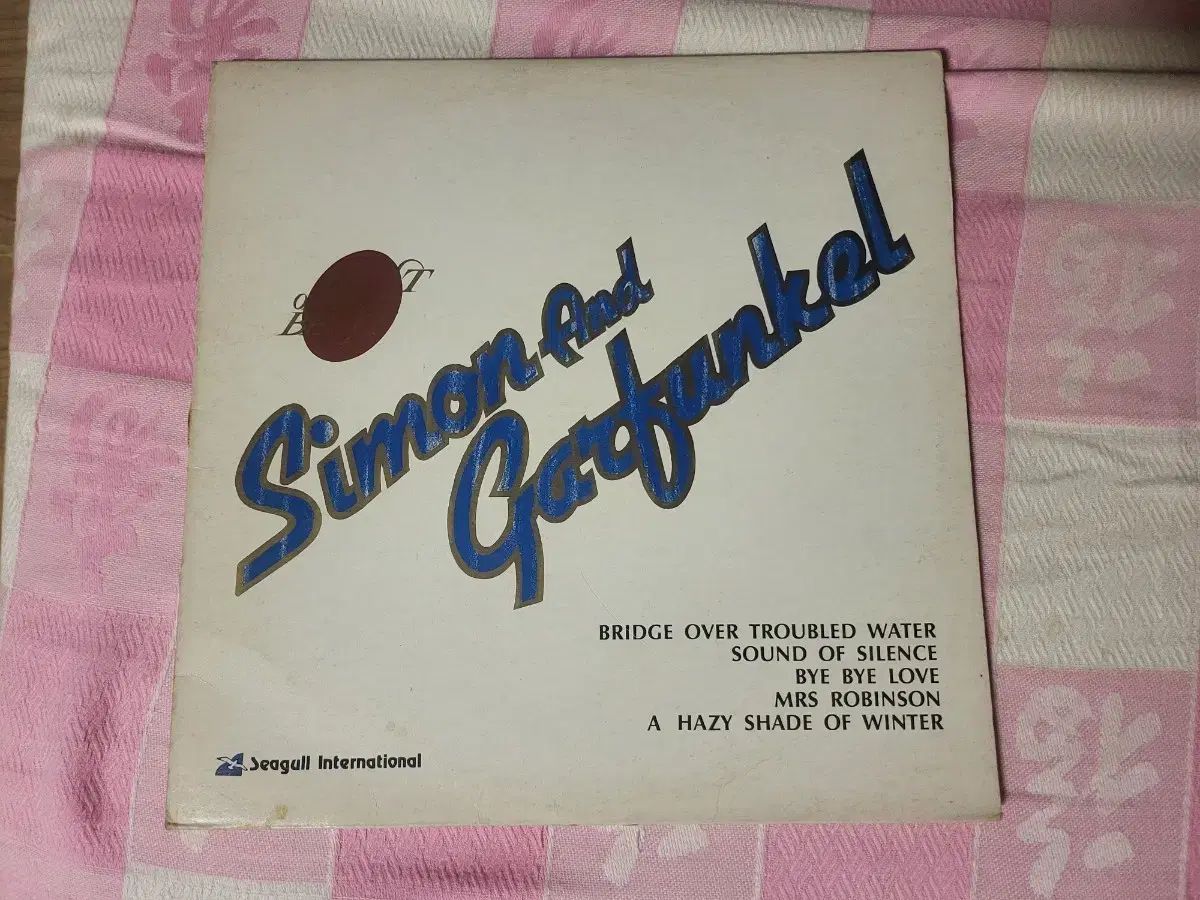 Simon And
Garfunkel
BRIDGE OVER TROUBLED WATER
SOUND OF SILENCE
BYE BYE LOVE
MRS ROBINSON
A HAZY SHADE OF WINTER
Seagull International